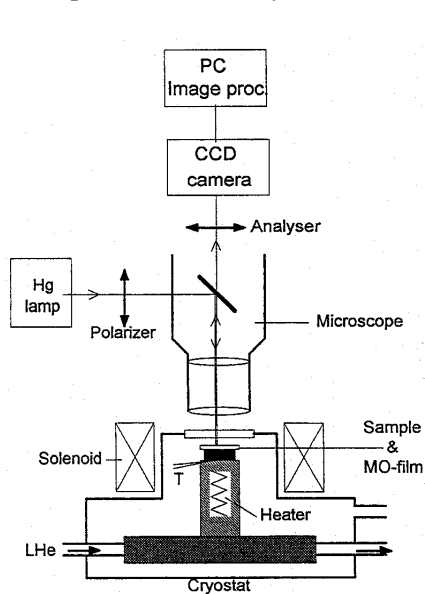 PC
Image proc.
CCD
camera
Analyser
Hg
lamp
Polarizer
Microscope
Sample
&
MO-film
Solenoid
T
Heater
LHe
Cryostat